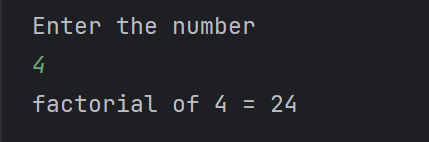 Enter the number
4
factorial of 4 = 24